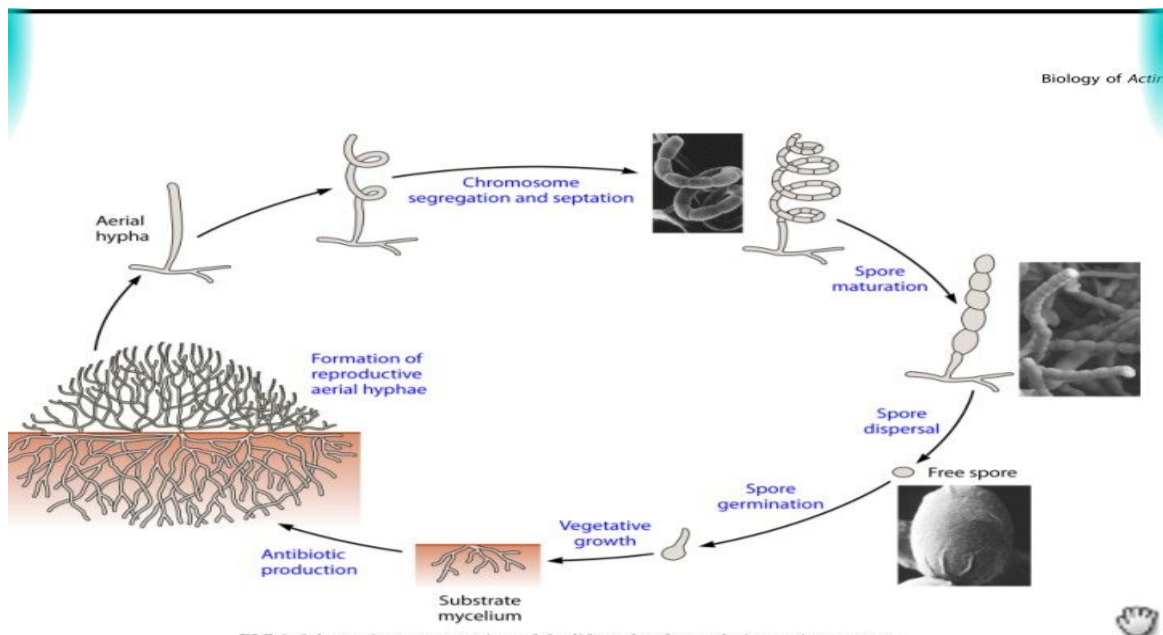 Biology of Actin
Aerial
hypha
Chromosome
segregation and septation
Spore
maturation
Formation of
reproductive
aerial hyphae
Spore
dispersal
Free spore
Spore
germination
Vegetative
growth
Antibiotic
production
Substrate
mycelium